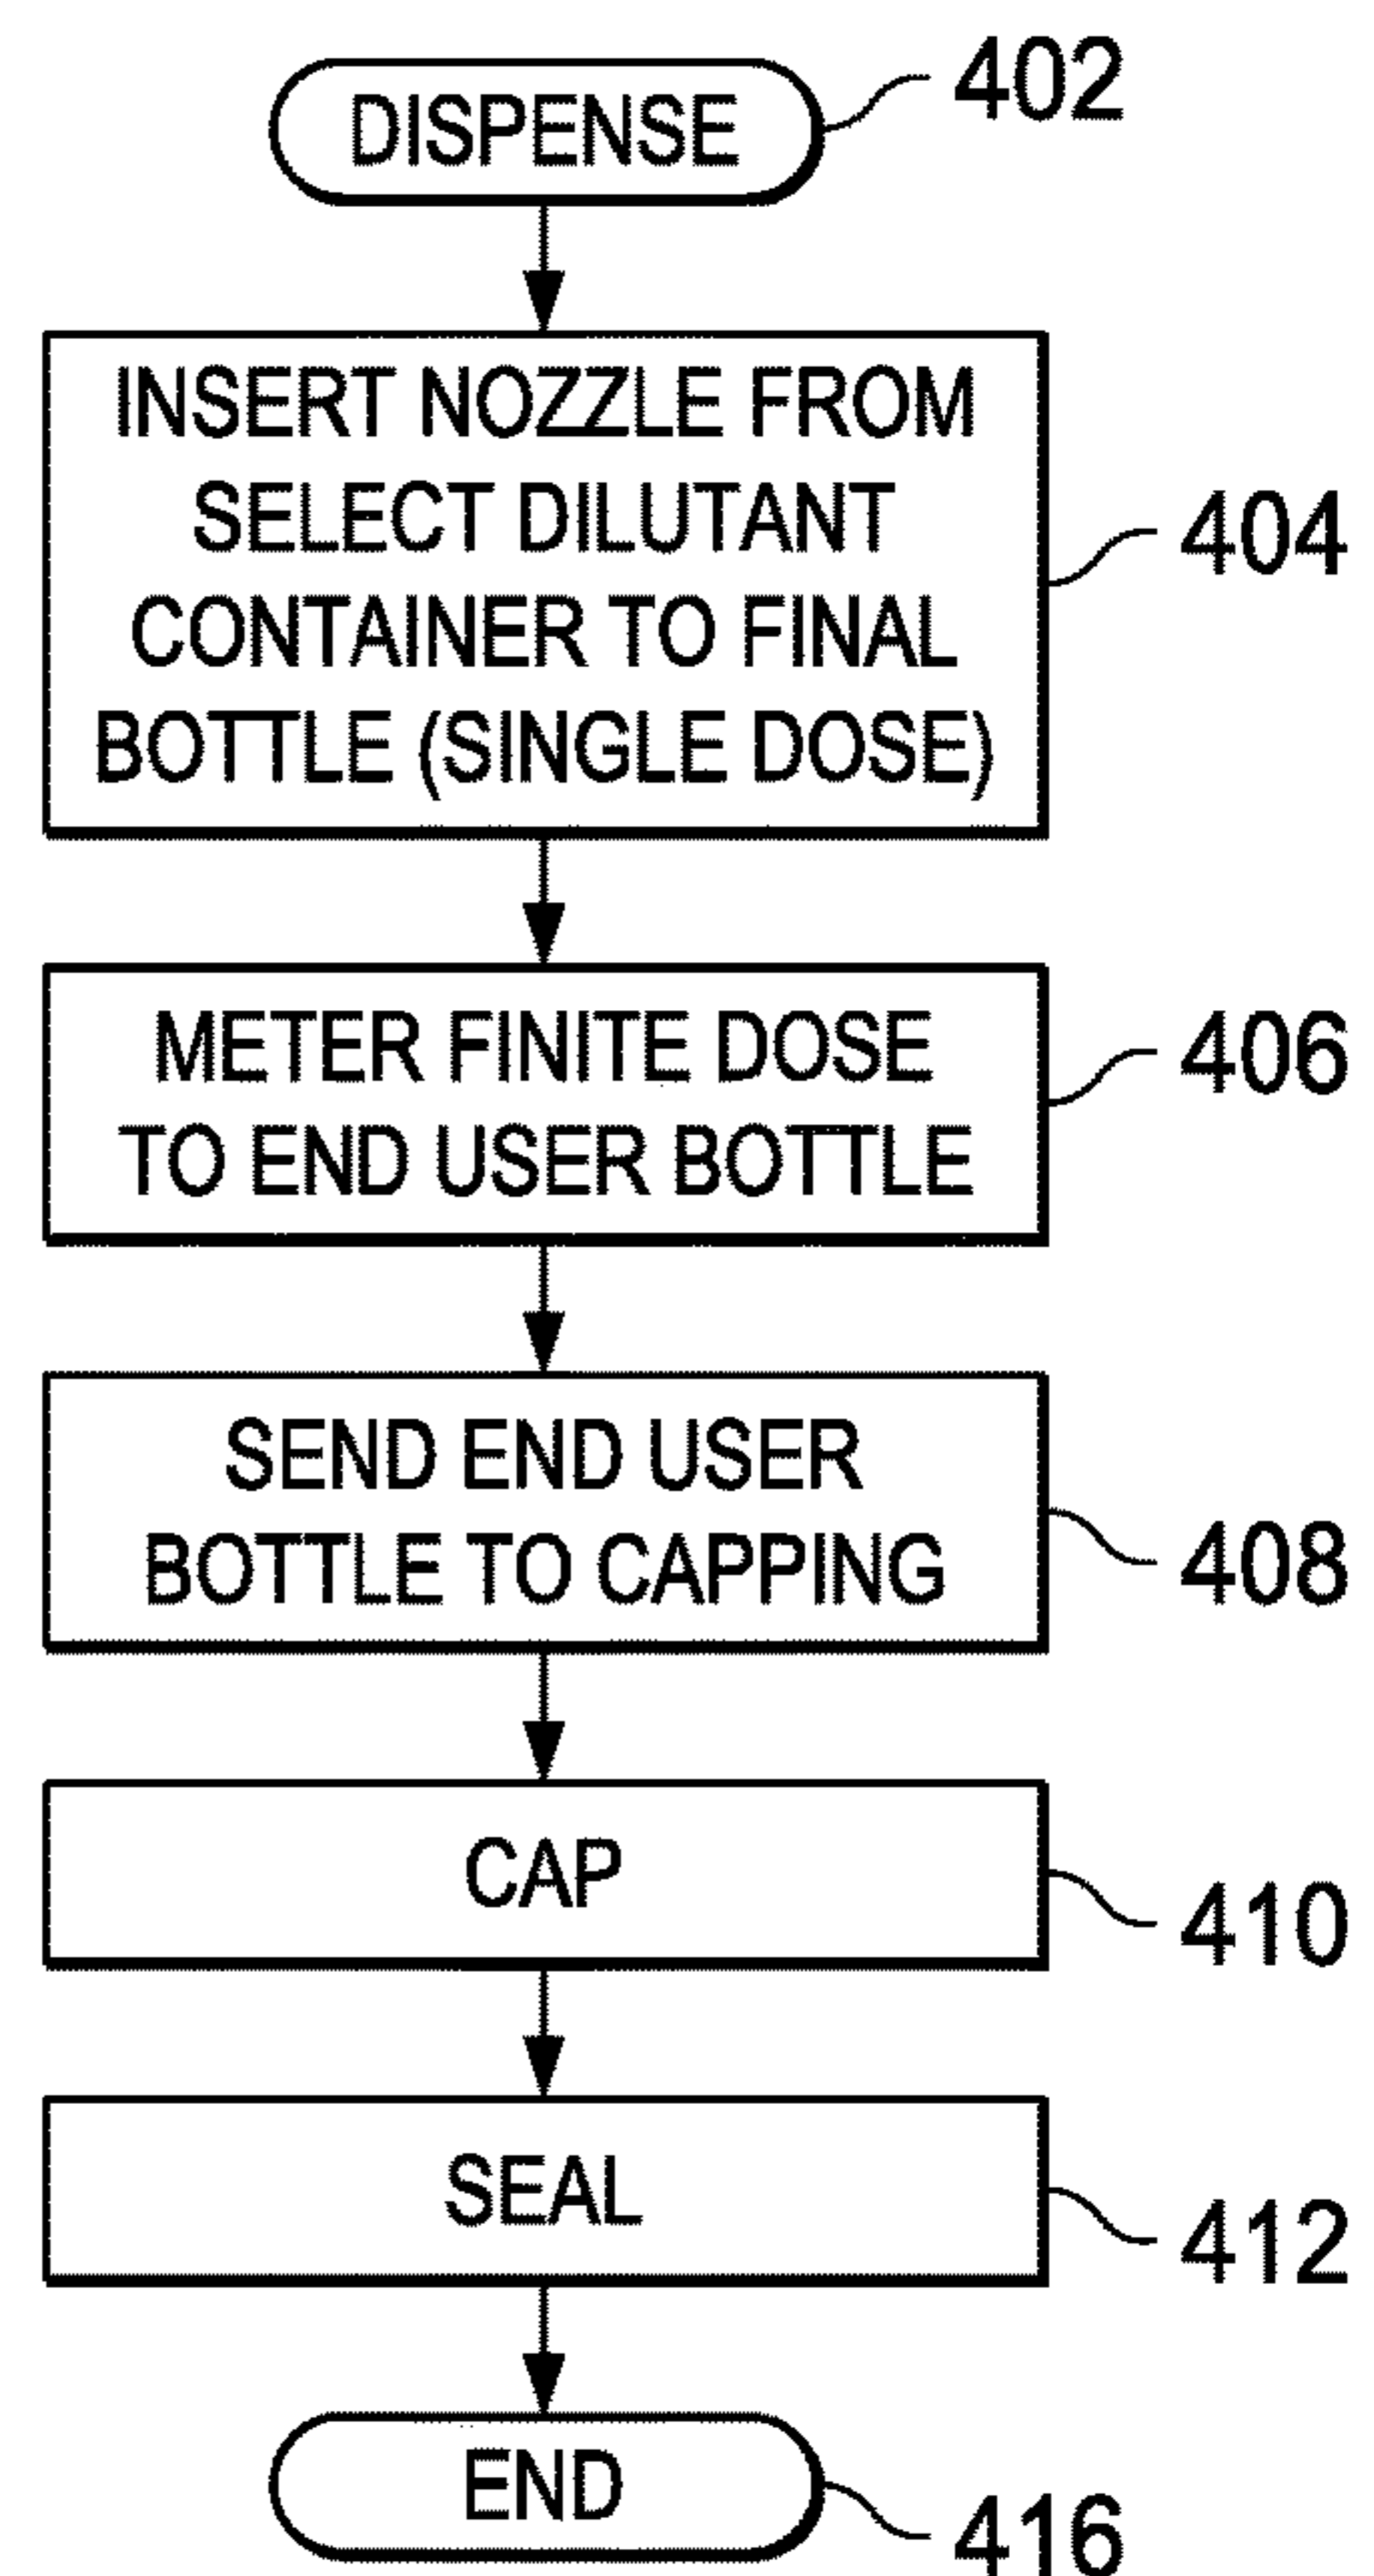 DISPENSE
402
INSERT NOZZLE FROM
SELECT DILUTANT
CONTAINER TO FINAL
BOTTLE (SINGLE DOSE)
404
METER FINITE DOSE
TO END USER BOTTLE
406
SEND END USER
BOTTLE TO CAPPING
408
CAP
410
SEAL
412
END
416